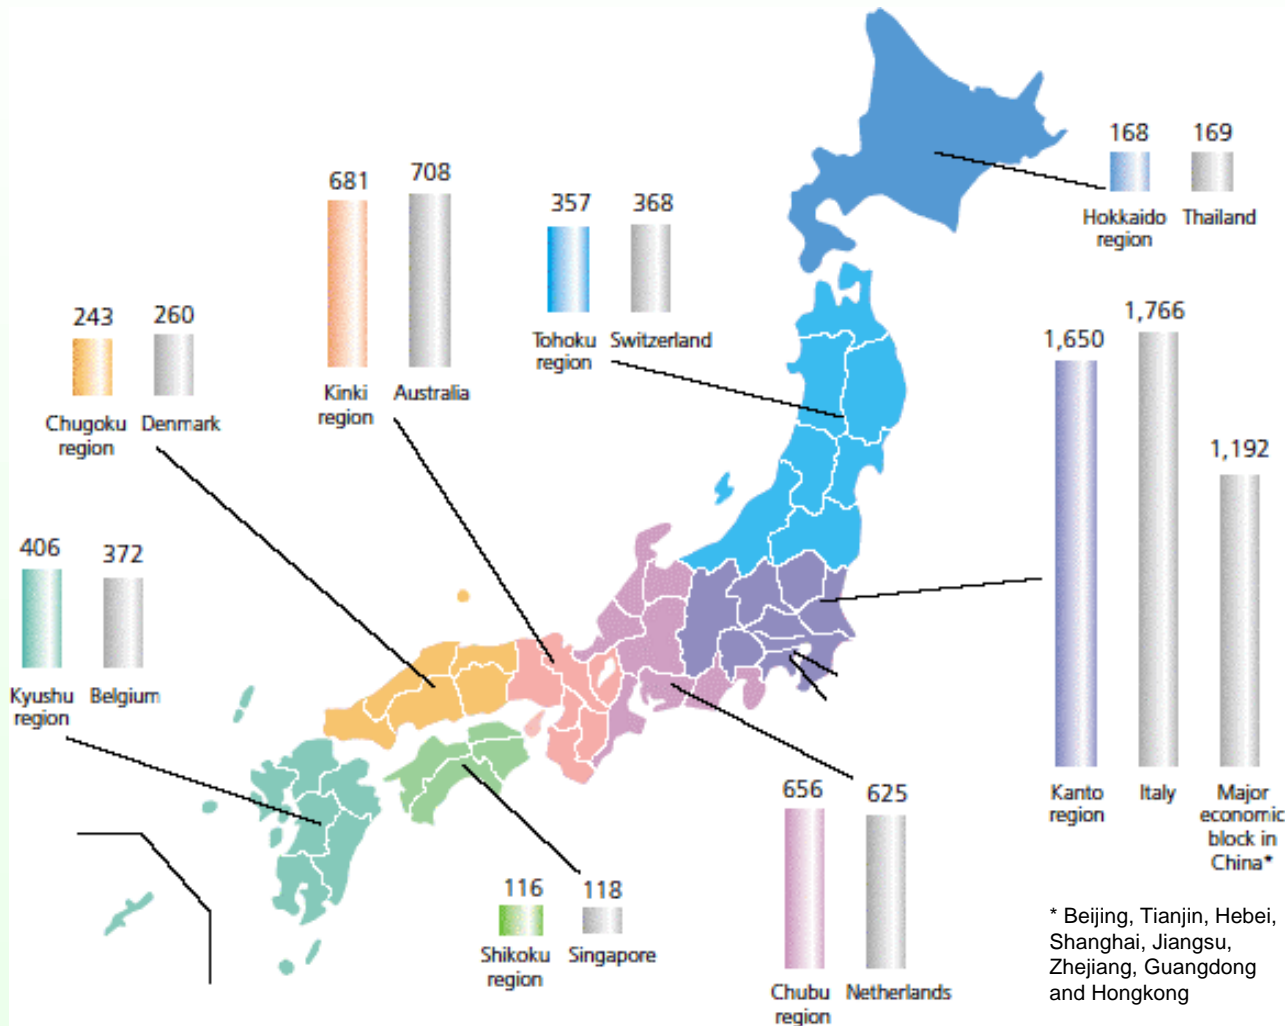 168
169
Hokkaido
region
Thailand
681
708
Kinki
region
Australia
357
368
Tohoku
region
Switzerland
243
260
Chugoku
region
Denmark
1,650
1,766
1,192
Kanto
region
Italy
Major
economic
block in
China*
406
372
Kyushu
region
Belgium
656
625
Chubu
region
Netherlands
116
118
Shikoku
region
Singapore
* Beijing, Tianjin, Hebei,
Shanghai, Jiangsu,
Zhejiang, Guangdong
and Hongkong